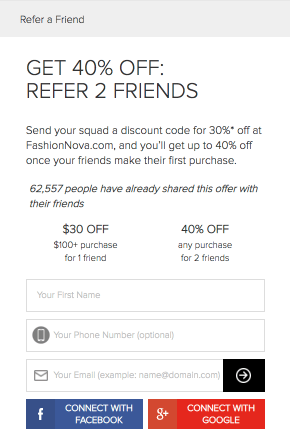 Refer a Friend
GET 40% OFF:
REFER 2 FRIENDS
Send your squad a discount code for 30%* off at
FashionNova.com, and you'll get up to 40% off
once your friends make their first purchase.
62,557 people have already shared this offer with
their friends
$30 OFF
$100+ purchase
for 1 friend
40% OFF
any purchase
for 2 friends
Your First Name
Your Phone Number (optional)
Your Email (example: name@domain.com)
f CONNECT WITH
FACEBOOK
g+ CONNECT WITH
GOOGLE